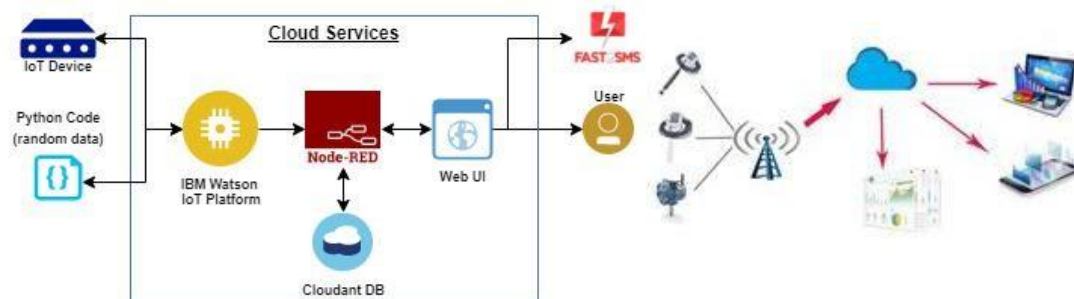 Cloud Services
IoT Device
Python Code
(random data)
IBM Watson
IoT Platform
Node-RED
Cloudant DB
Web UI
FAST2SMS
User